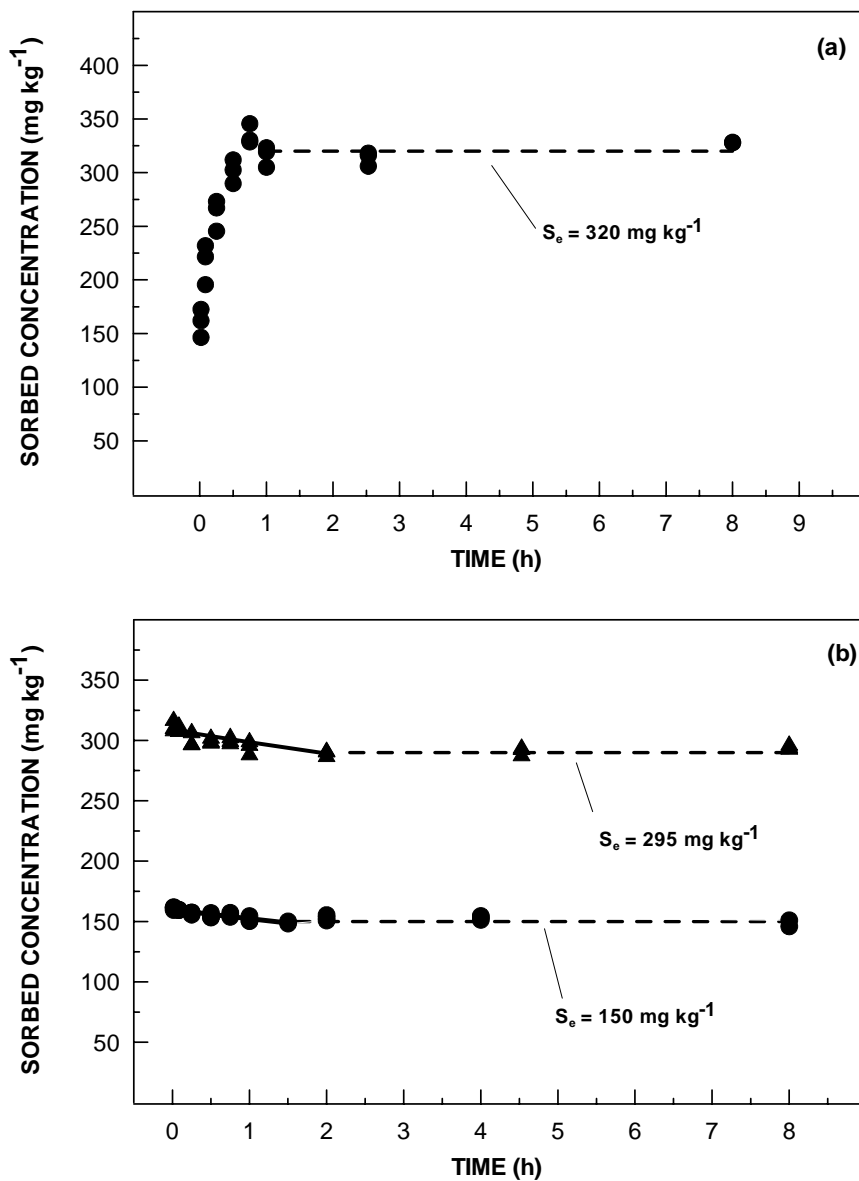 (a)
SORBED CONCENTRATION (mg kg-1)
400
350
300
250
200
150
100
50
Se = 320 mg kg-1
0 1 2 3 4 5 6 7 8 9
TIME (h)
(b)
SORBED CONCENTRATION (mg kg-1)
350
300
250
200
150
100
50
Se = 295 mg kg-1
Se = 150 mg kg-1
0 1 2 3 4 5 6 7 8
TIME (h)